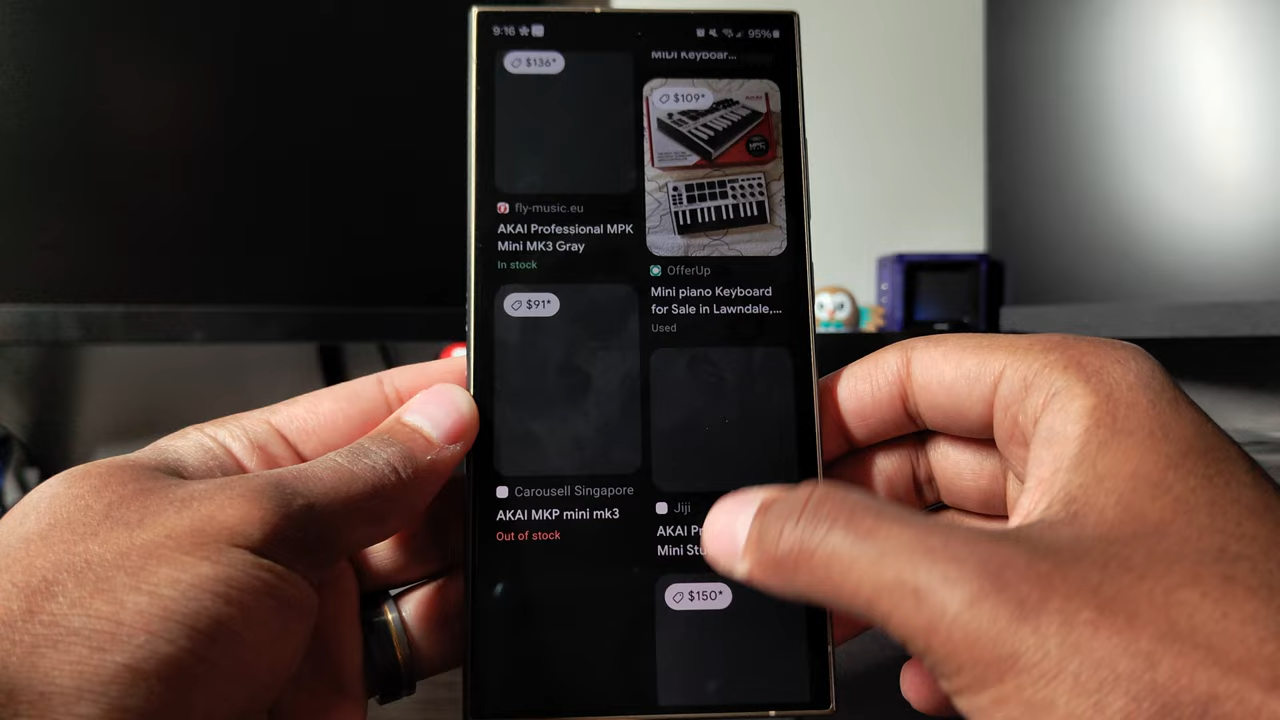 9:16
95%
$136*
fly-music.eu
AKAI Professional MPK
Mini MK3 Gray
In stock
$91*
Carousell Singapore
AKAI MKP mini mk3
Out of stock
MIDI Keyboar...
$109*
OfferUp
Mini piano Keyboard
for Sale in Lawndale,...
Used
Jiji
AKAI
Mini
$150*